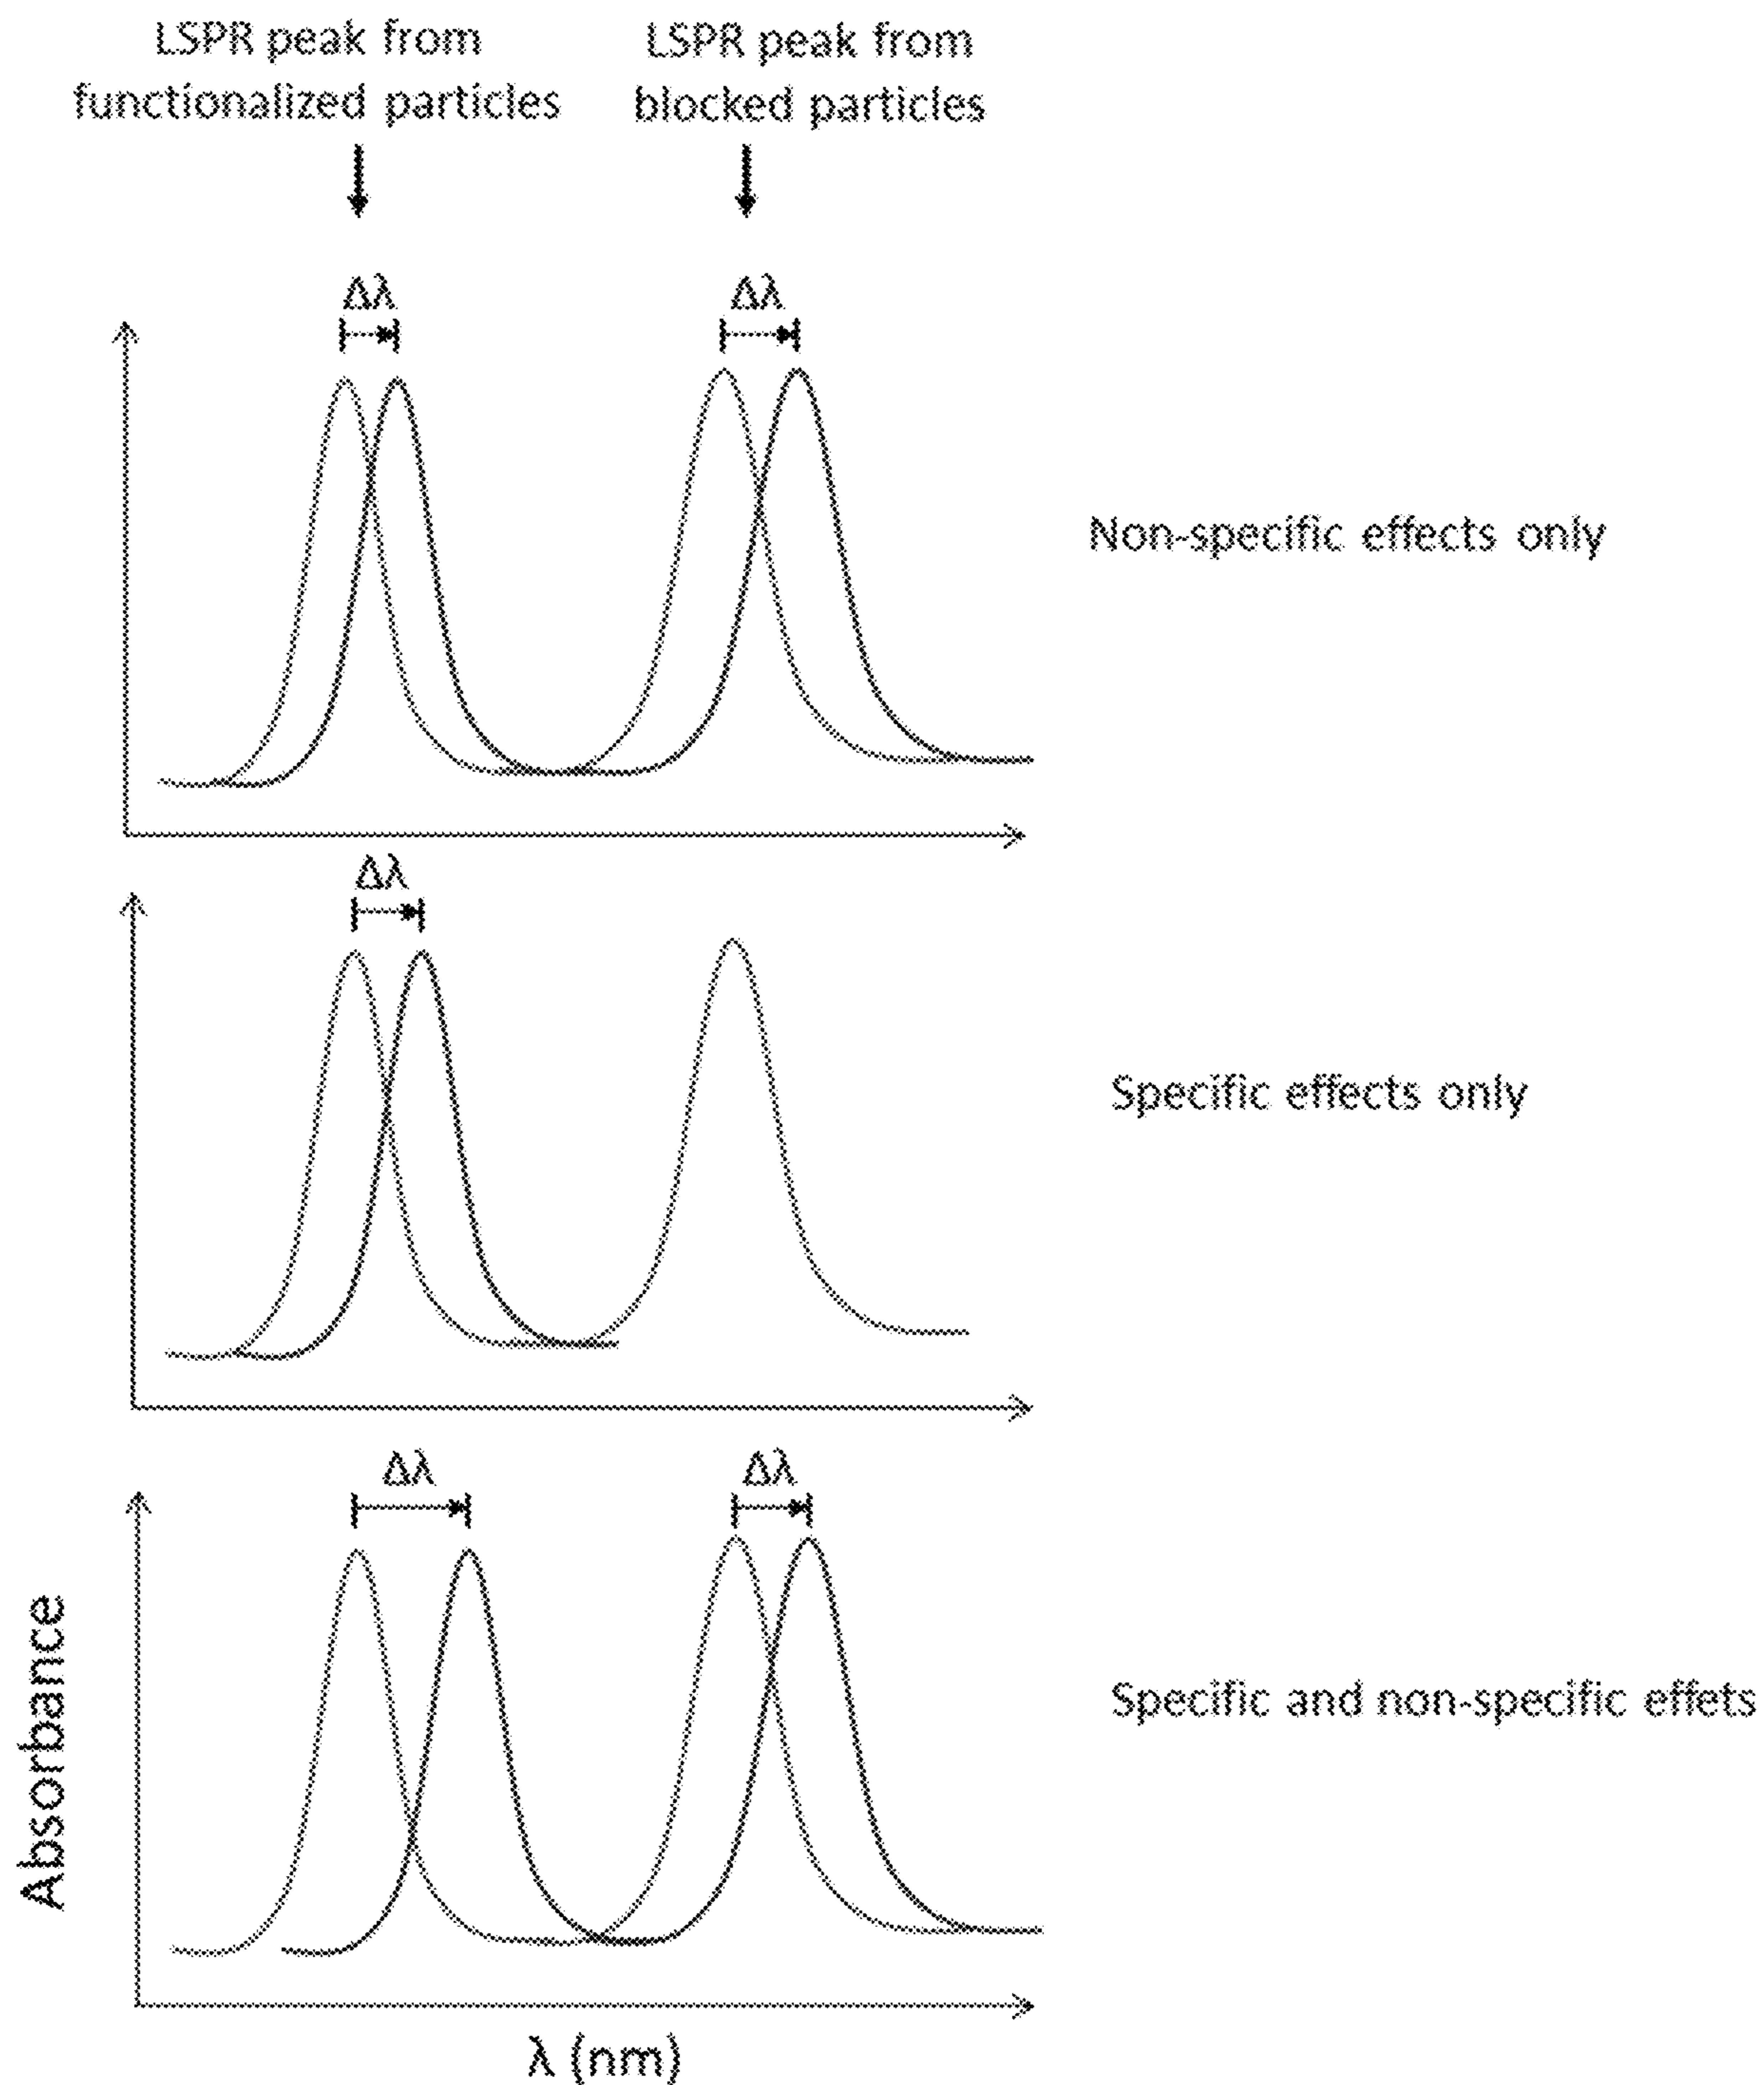 LSPR peak from
functionalized particles
LSPR peak from
blocked particles
Δλ
Δλ
Non-specific effects only
Δλ
Specific effects only
Δλ
Δλ
Specific and non-specific effets
Absorbance
λ (nm)